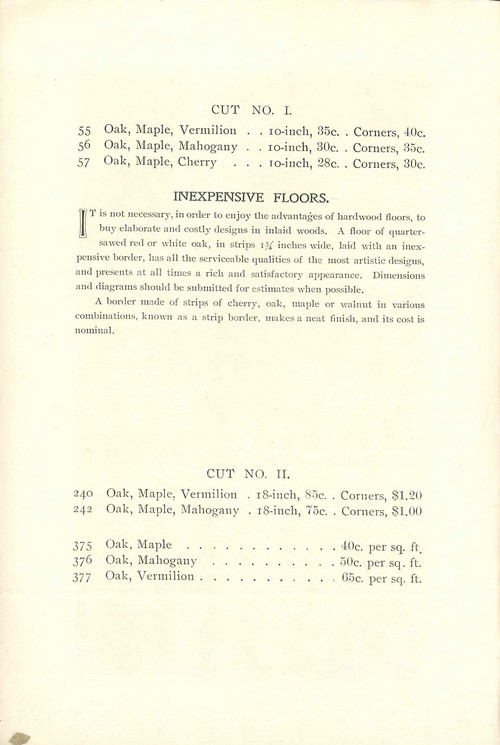 CUT NO. I.
55 Oak, Maple, Vermilion . . 10-inch, 35c. . Corners, 40c.
56 Oak, Maple, Mahogany . . 10-inch, 30c. . Corners, 35c.
57 Oak, Maple, Cherry . . . 10-inch, 28c. . Corners, 30c.
INEXPENSIVE FLOORS.
IT is not necessary, in order to enjoy the advantages of hardwood floors, to
buy elaborate and costly designs in inlaid woods. A floor of quarter-
sawed red or white oak, in strips 1¾ inches wide, laid with an inex-
pensive border, has all the serviceable qualities of the most artistic designs,
and presents at all times a rich and satisfactory appearance. Dimensions
and diagrams should be submitted for estimates when possible.
A border made of strips of cherry, oak, maple or walnut in various
combinations, known as a strip border, makes a neat finish, and its cost is
nominal.
CUT NO. II.
240 Oak, Maple, Vermilion . 18-inch, 85c. . Corners, $1.20
242 Oak, Maple, Mahogany . 18-inch, 75c. . Corners, $1.00
375 Oak, Maple . . . . . . . . . . . . 40c. per sq. ft.
376 Oak, Mahogany . . . . . . . . . . 50c. per sq. ft.
377 Oak, Vermilion . . . . . . . . . . . 65c. per sq. ft.